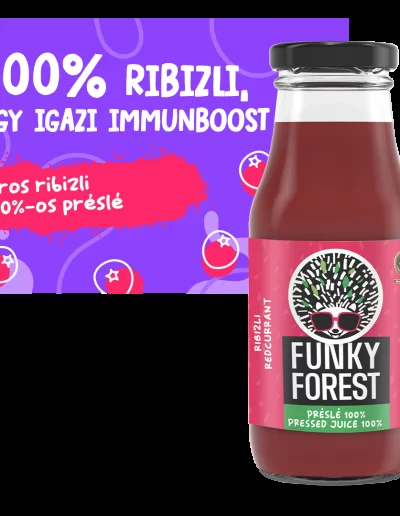 00% RIBIZLI,
GY IGAZI IMMUNBOOST
ros ribizli
0%-os préslé
RIBIZLI
REDCURRANT
FUNKY
FOREST
PRÉSLÉ 100%
PRESSED JUICE 100%